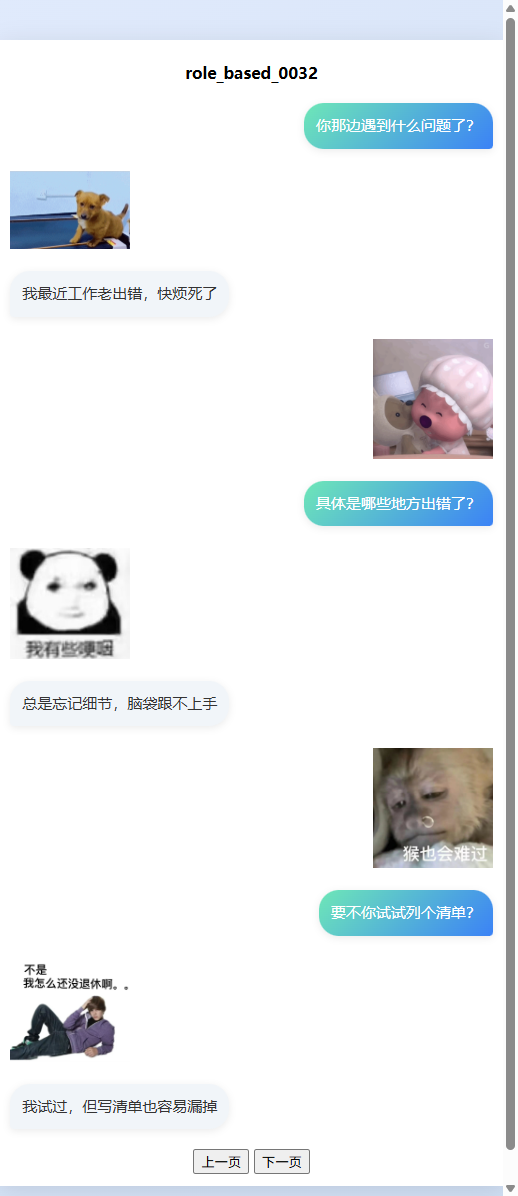 role_based_0032
你那边遇到什么问题了？
我最近工作老出错，快烦死了
具体是哪些地方出错了？
我有些哽咽
总是忘记细节，脑袋跟不上手
猴也会难过
要不你试试列个清单？
不是
我怎么还没退休啊。。
我试过，但写清单也容易漏掉
上一页 下一页